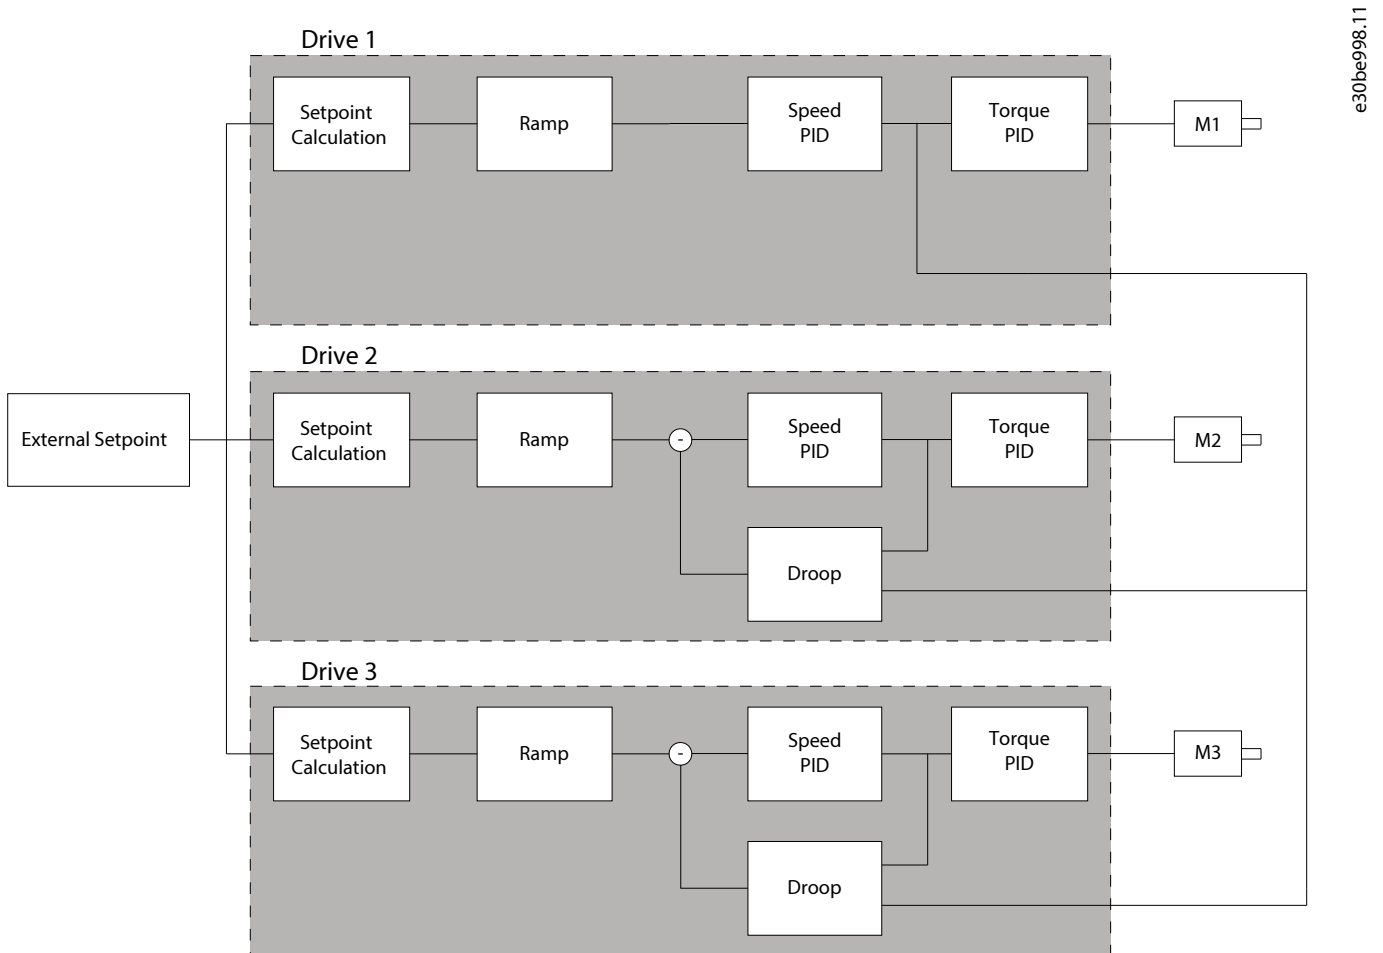 e30be998.11
Drive 1
Setpoint
Calculation
Ramp
Speed
PID
Torque
PID
M1
Drive 2
External Setpoint
Setpoint
Calculation
Ramp
-
Speed
PID
Torque
PID
M2
Droop
Drive 3
Setpoint
Calculation
Ramp
-
Speed
PID
Torque
PID
M3
Droop